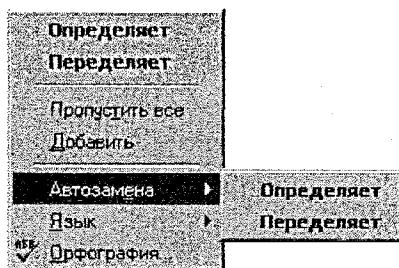 Определяет
Переделяет
Пропустить все
Добавить
Автозамена
Определяет
Язык
Переделяет
Орфография...